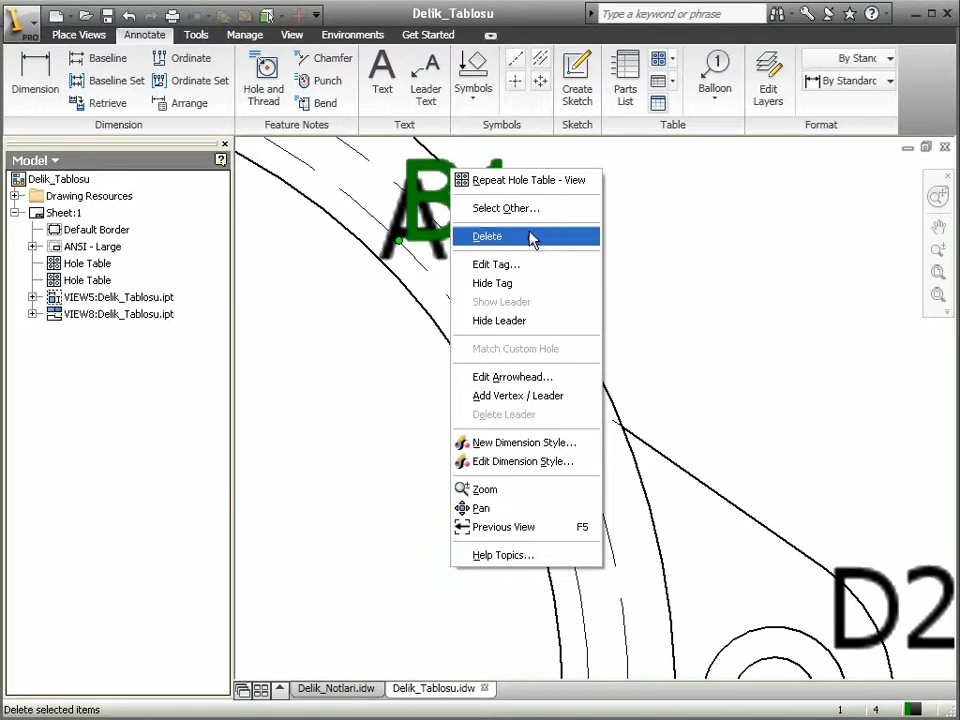 Delik_Tablosu
Type a keyword or phrase
PRO
Place Views
Annotate
Tools
Manage
View
Environments
Get Started
Dimension
Baseline
Baseline Set
Retrieve
Ordinate
Ordinate Set
Arrange
Dimension
Hole and
Thread
Chamfer
Punch
Bend
Feature Notes
Text
Leader
Text
Text
Symbols
Symbols
Create
Sketch
Sketch
Parts
List
Balloon
Table
Edit
Layers
By Stanc
By Standarc
Format
Model
Delik_Tablosu
Drawing Resources
Sheet:1
Default Border
ANSI - Large
Hole Table
Hole Table
VIEW5:Delik_Tablosu.ipt
VIEW8:Delik_Tablosu.ipt
Repeat Hole Table - View
Select Other...
Delete
Edit Tag...
Hide Tag
Show Leader
Hide Leader
Match Custom Hole
Edit Arrowhead...
Add Vertex / Leader
Delete Leader
New Dimension Style...
Edit Dimension Style...
Zoom
Pan
Previous View F5
Help Topics...
D2
Delik_Notlari.idw
Delik_Tablosu.idw
Delete selected items
1
4